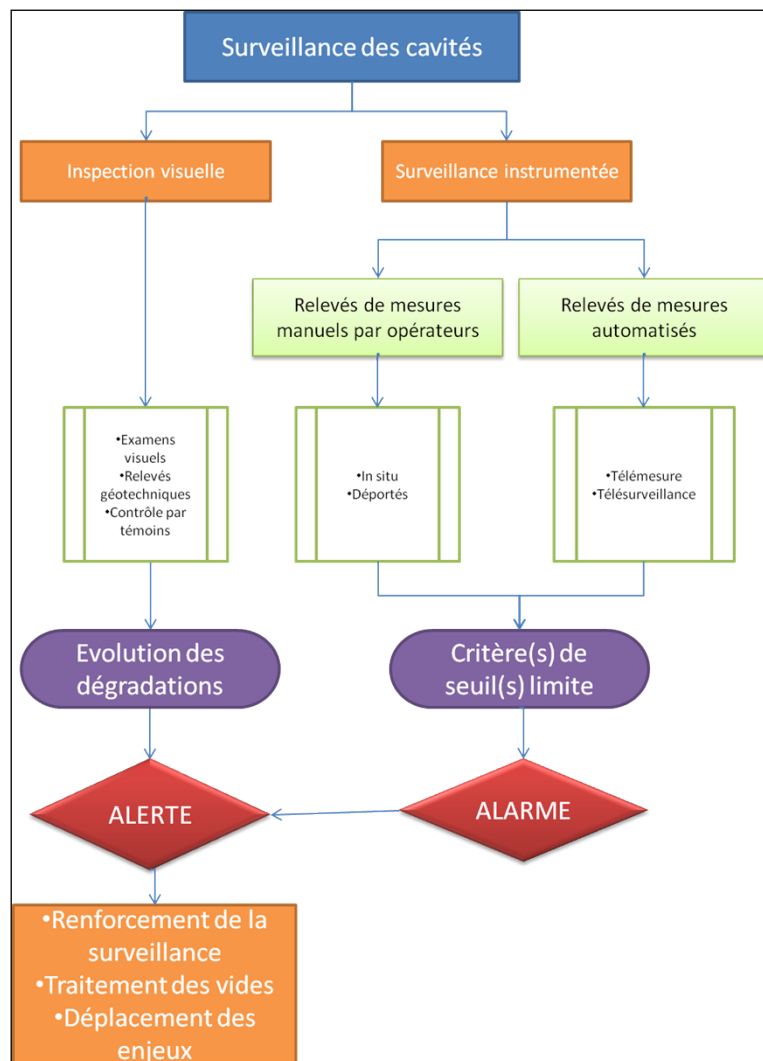 Surveillance des cavités
Inspection visuelle
Surveillance instrumentée
Relevés de mesures
manuels par opérateurs
Relevés de mesures
automatisés
•Examens
visuels
•Relevés
géotechniques
•Contrôle par
témoins
•In situ
•Déportés
•Télémesure
•Télésurveillance
Evolution des
dégradations
Critère(s) de
seuil(s) limite
ALERTE
ALARME
•Renforcement de la
surveillance
•Traitement des vides
•Déplacement des
enjeux